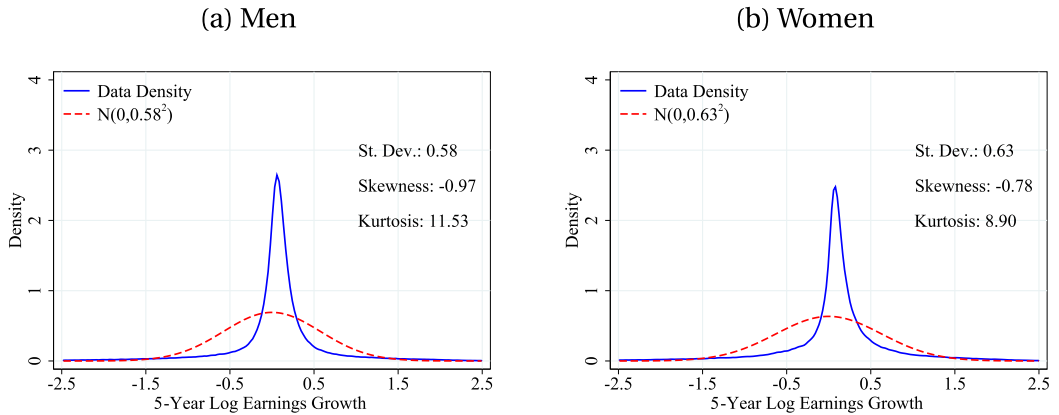 (a) Men
4
3
2
1
0
Density
Data Density
N(0,0.58²)
St. Dev.: 0.58
Skewness: -0.97
Kurtosis: 11.53
-2.5 -1.5 -0.5 0.5 1.5 2.5
5-Year Log Earnings Growth
(b) Women
4
3
2
1
0
Density
Data Density
N(0,0.63²)
St. Dev.: 0.63
Skewness: -0.78
Kurtosis: 8.90
-2.5 -1.5 -0.5 0.5 1.5 2.5
5-Year Log Earnings Growth